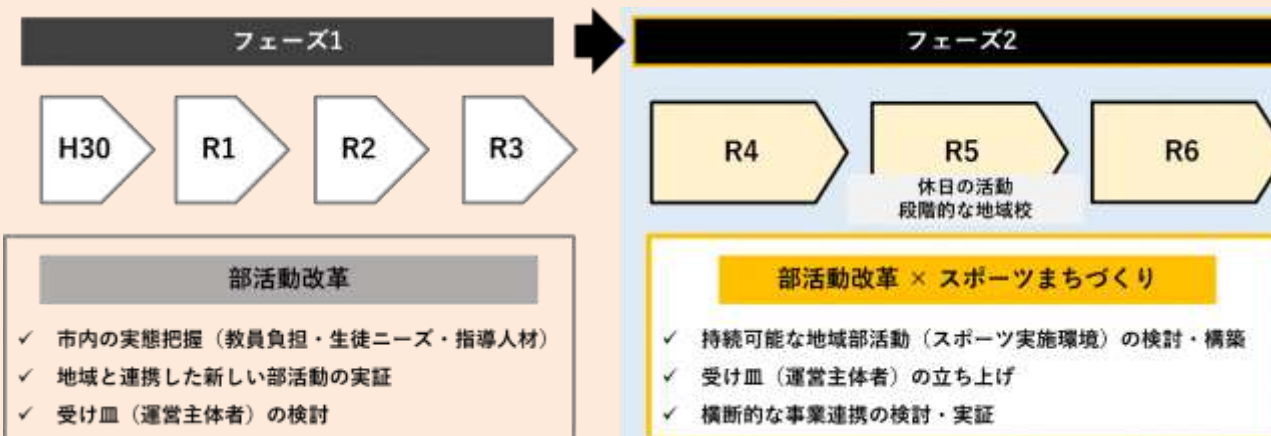 フェーズ1
フェーズ2
H30
R1
R2
R3
R4
R5
R6
休日の活動
段階的な地域校
部活動改革
✓ 市内の実態把握（教員負担・生徒ニーズ・指導人材）
✓ 地域と連携した新しい部活動の実証
✓ 受け皿（運営主体者）の検討
部活動改革 × スポーツまちづくり
✓ 持続可能な地域部活動（スポーツ実施環境）の検討・構築
✓ 受け皿（運営主体者）の立ち上げ
✓ 横断的な事業連携の検討・実証